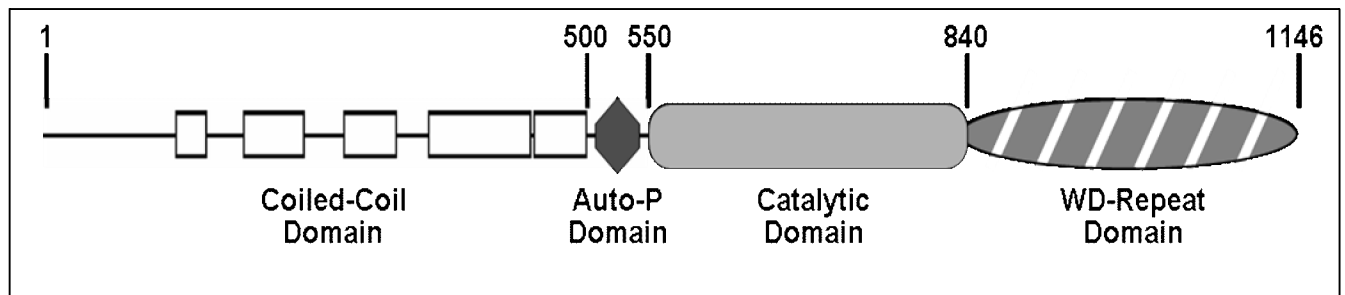 1 500 550 840 1146
Coiled-Coil Domain
Auto-P Domain
Catalytic Domain
WD-Repeat Domain